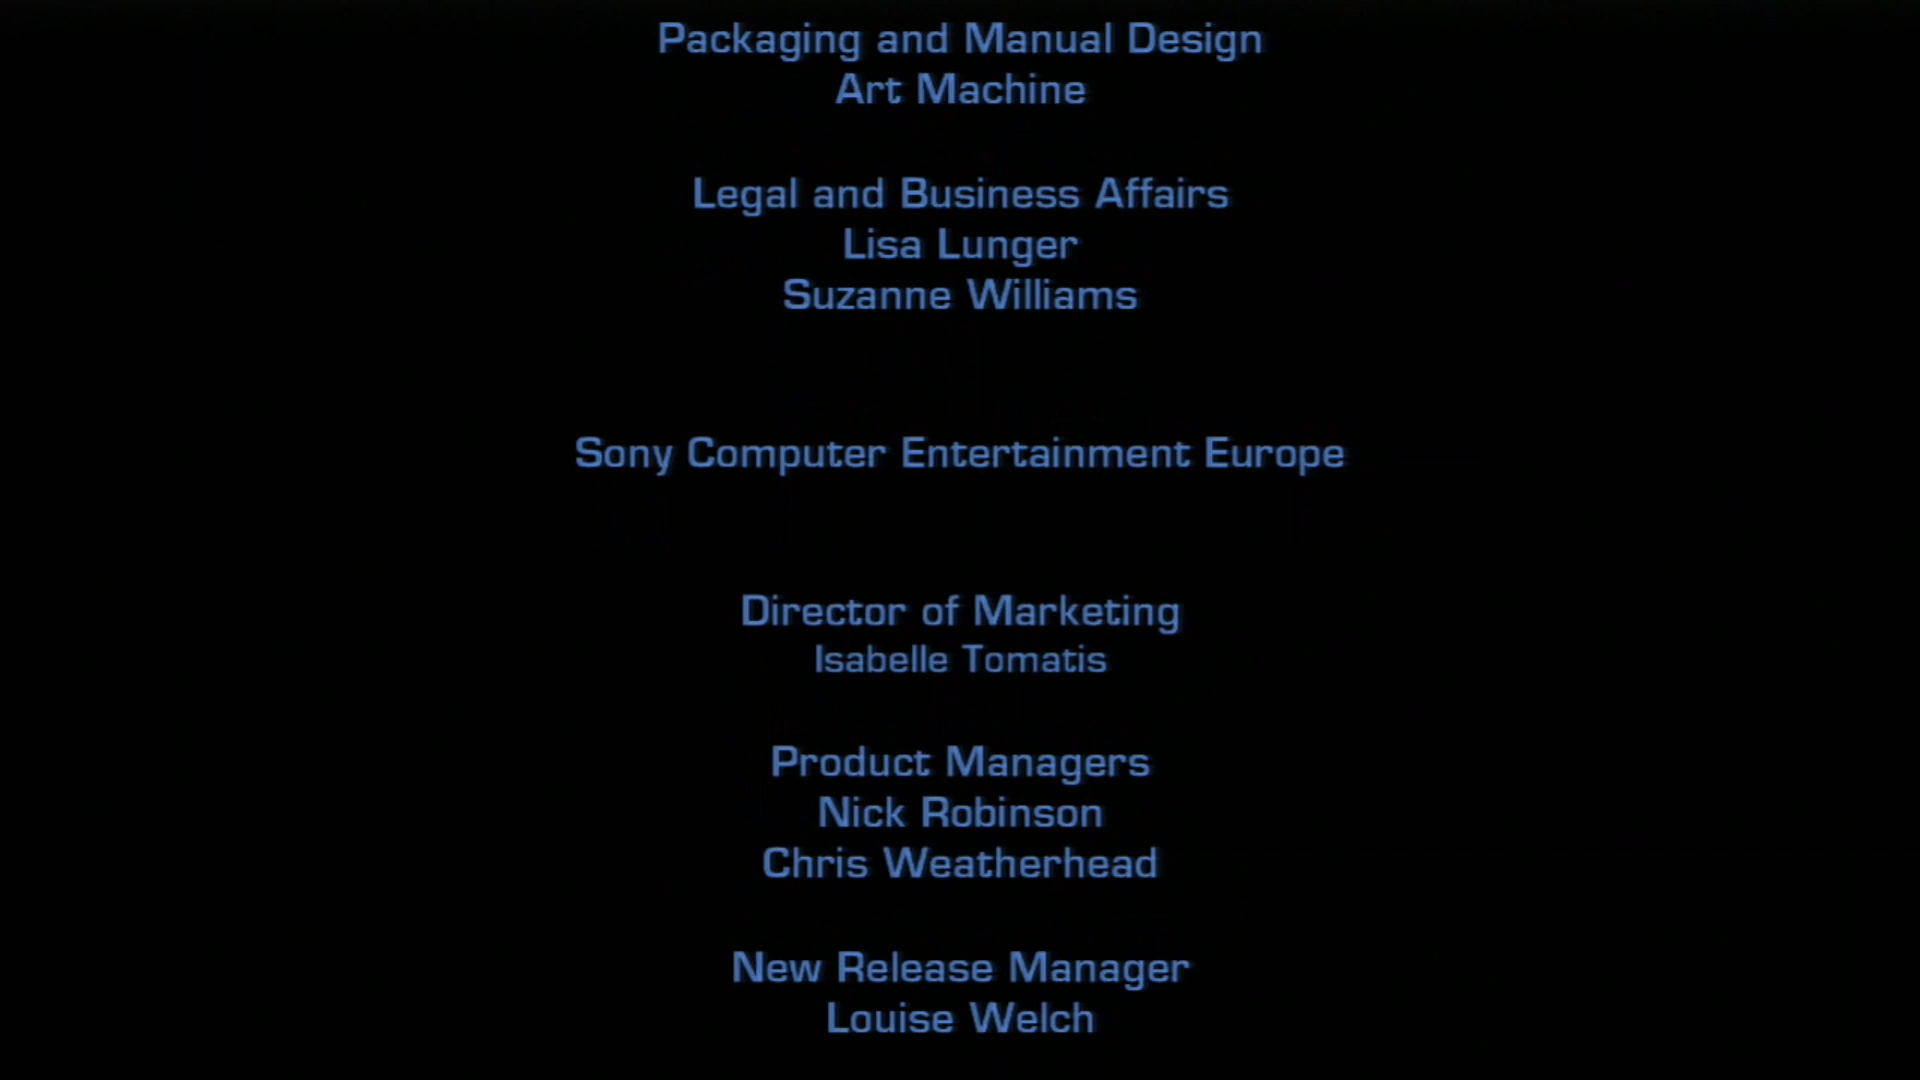 Packaging and Manual Design
Art Machine
Legal and Business Affairs
Lisa Lunger
Suzanne Williams
Sony Computer Entertainment Europe
Director of Marketing
Isabelle Tomatis
Product Managers
Nick Robinson
Chris Weatherhead
New Release Manager
Louise Welch